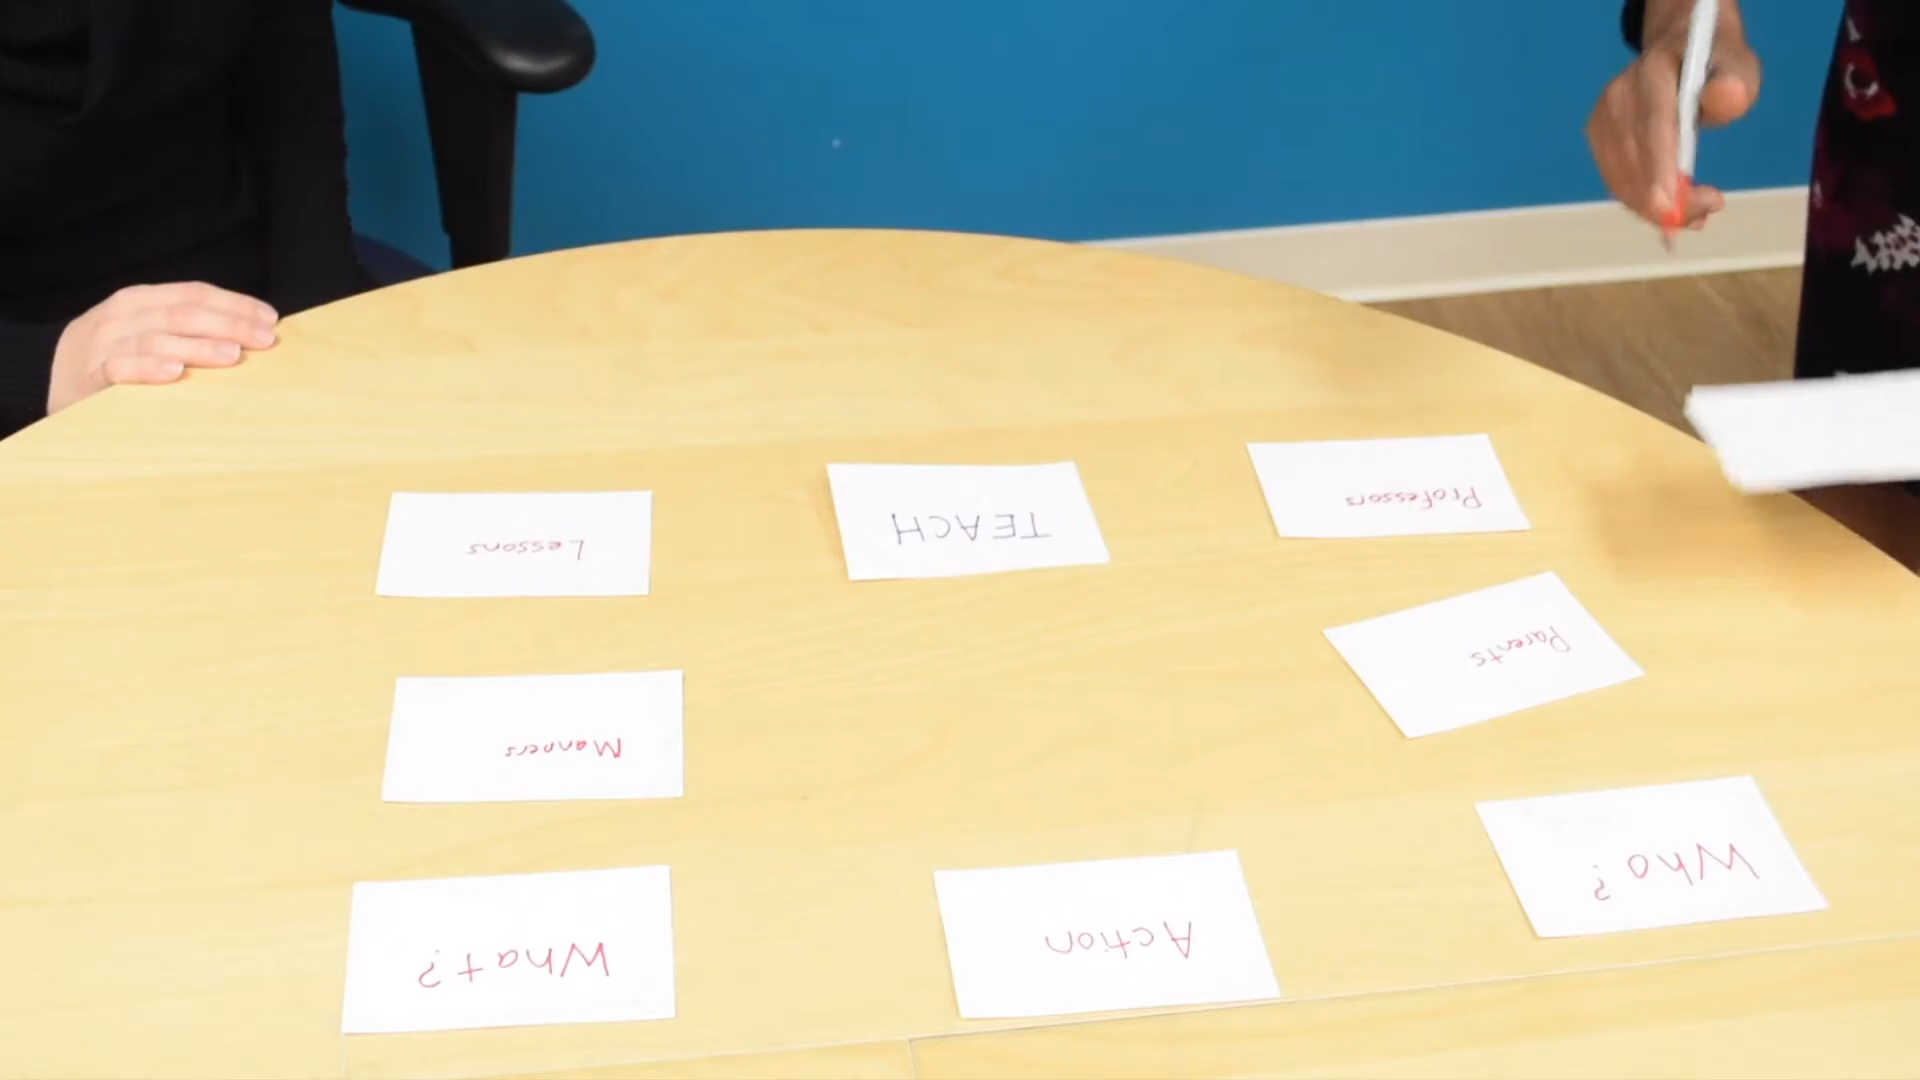 Who?
Action
What?
Parents
Manners
Professors
TEACH
Lessons